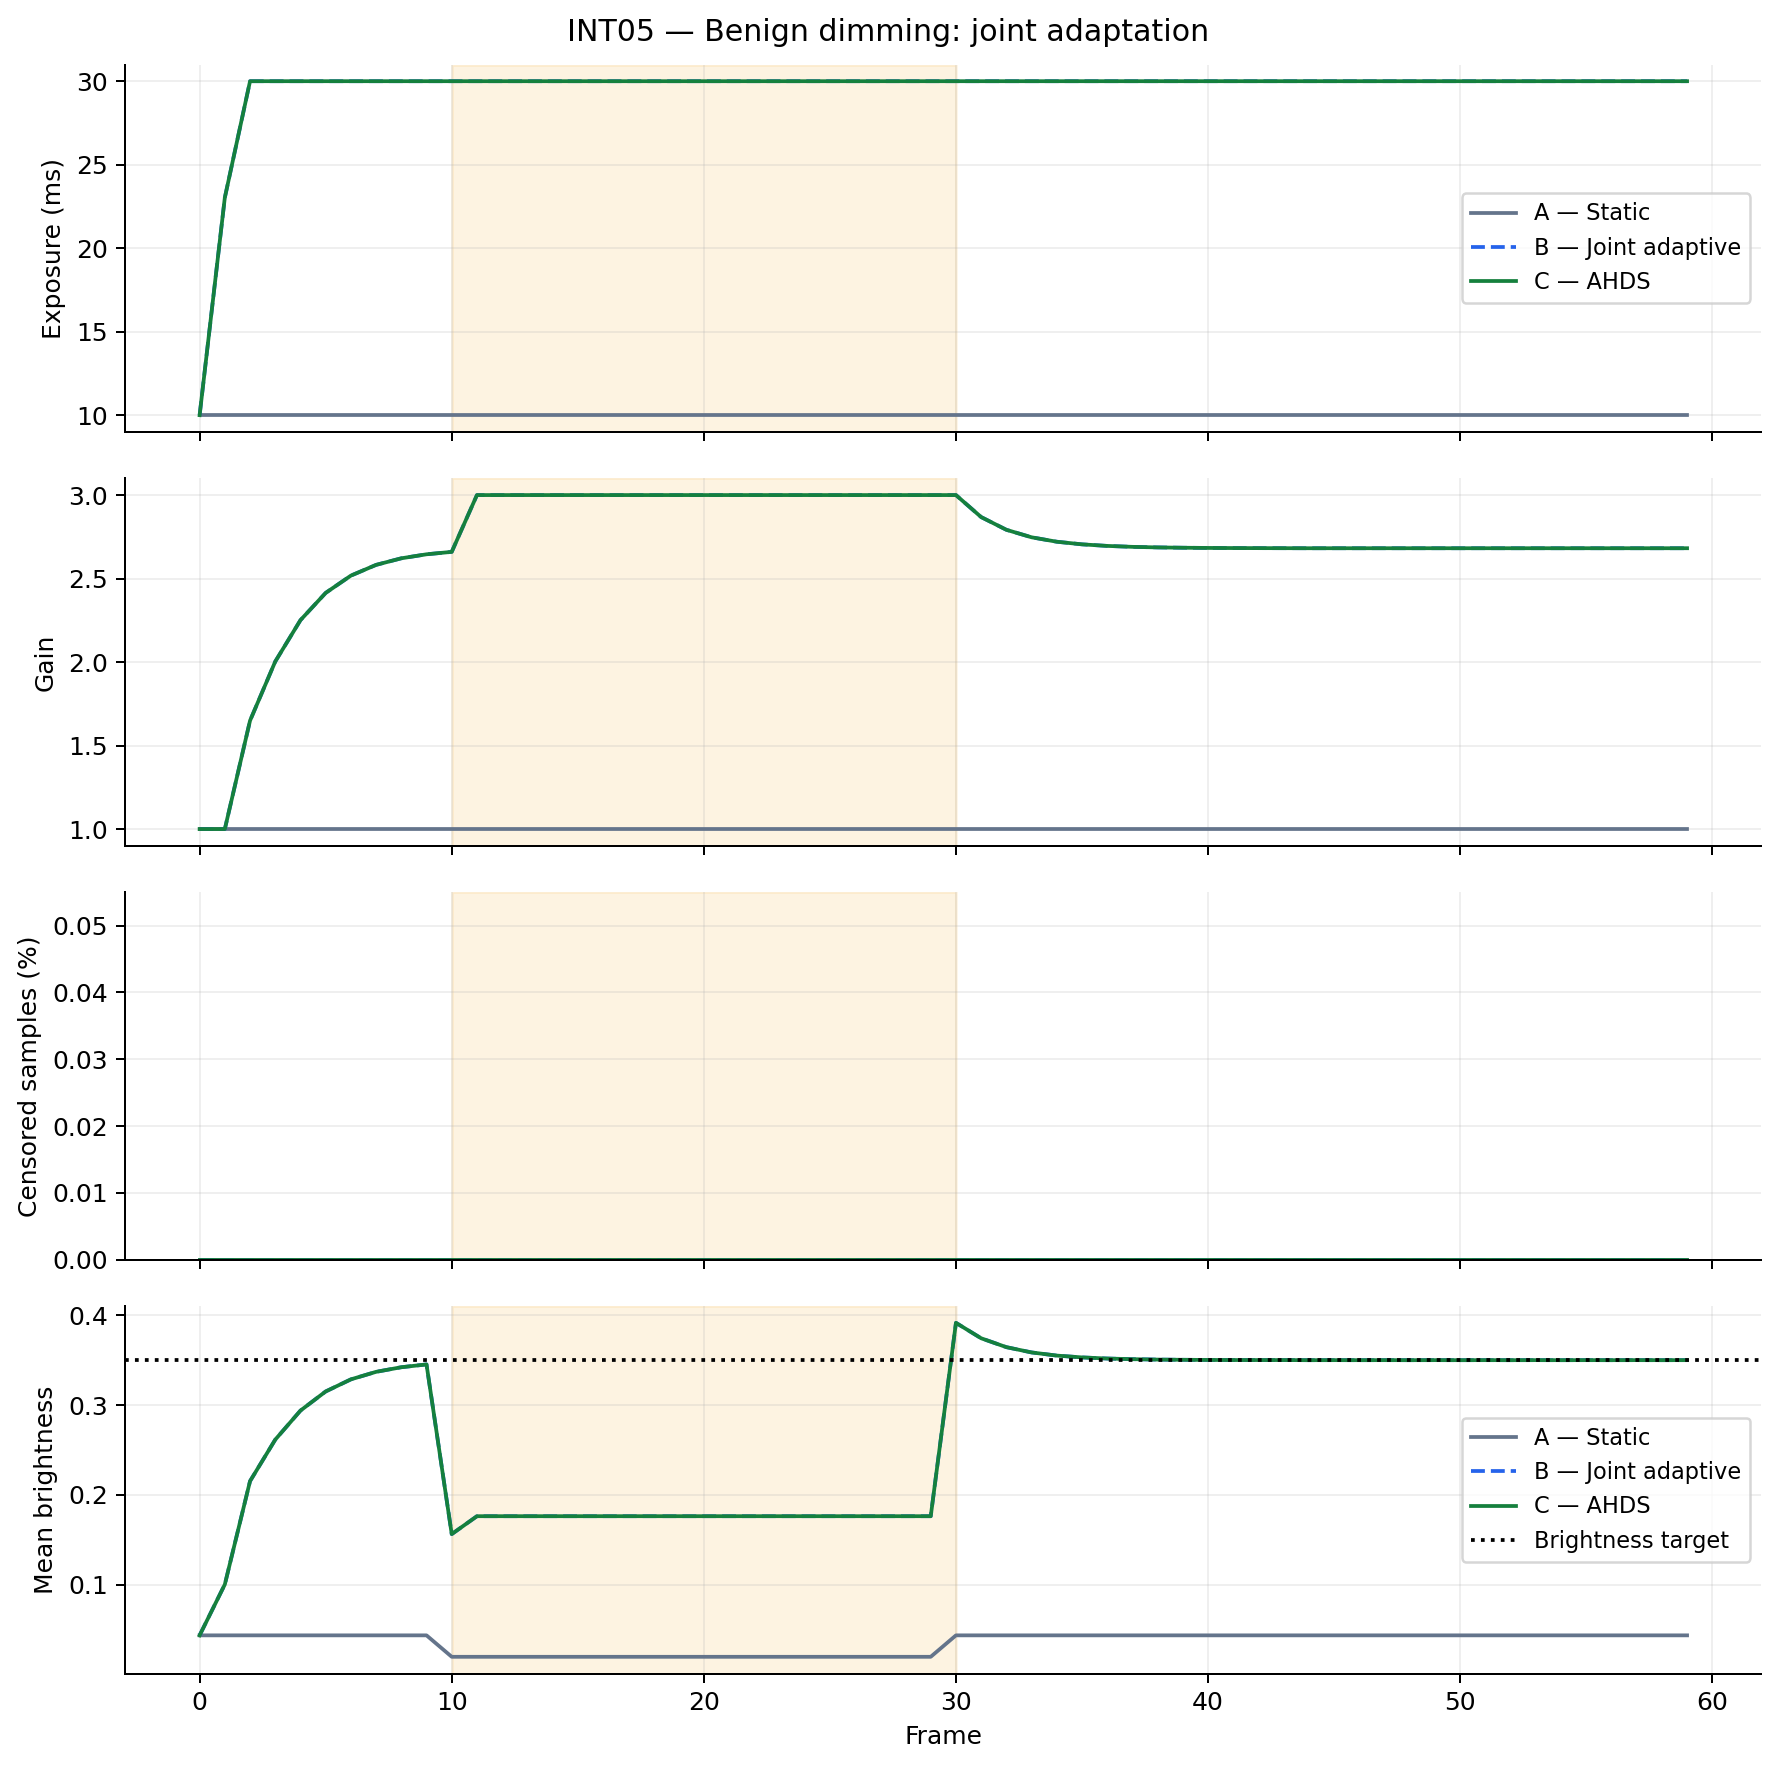 INT05 — Benign dimming: joint adaptation
Exposure (ms)
30
25
20
15
10
A — Static
B — Joint adaptive
C — AHDS
Gain
3.0
2.5
2.0
1.5
1.0
Censored samples (%)
0.05
0.04
0.03
0.02
0.01
0.00
Mean brightness
0.4
0.3
0.2
0.1
A — Static
B — Joint adaptive
C — AHDS
Brightness target
0 10 20 30 40 50 60
Frame